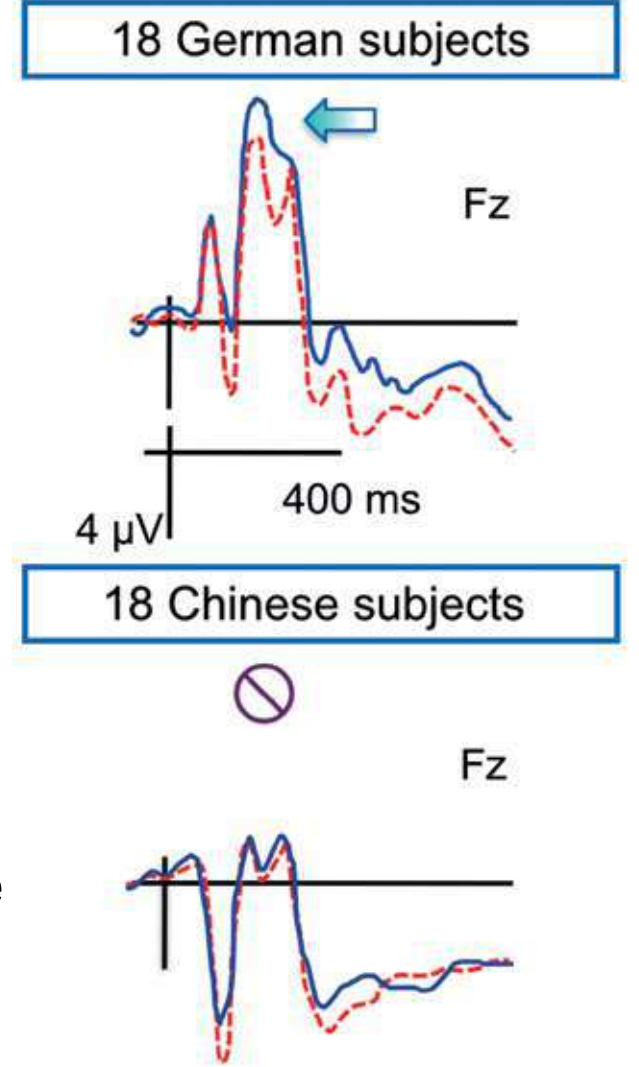 18 German subjects
Fz
400 ms
4 µV
18 Chinese subjects
Fz
e